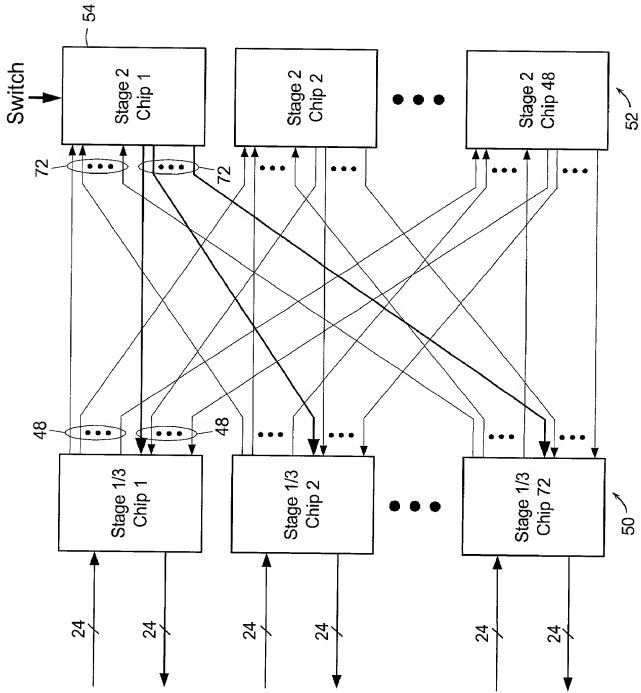 Switch
54
Stage 2
Chip 1
Stage 2
Chip 2
Stage 2
Chip 48
52
72
72
48
48
Stage 1/3
Chip 1
Stage 1/3
Chip 2
Stage 1/3
Chip 72
50
24
24
24
24
24
24